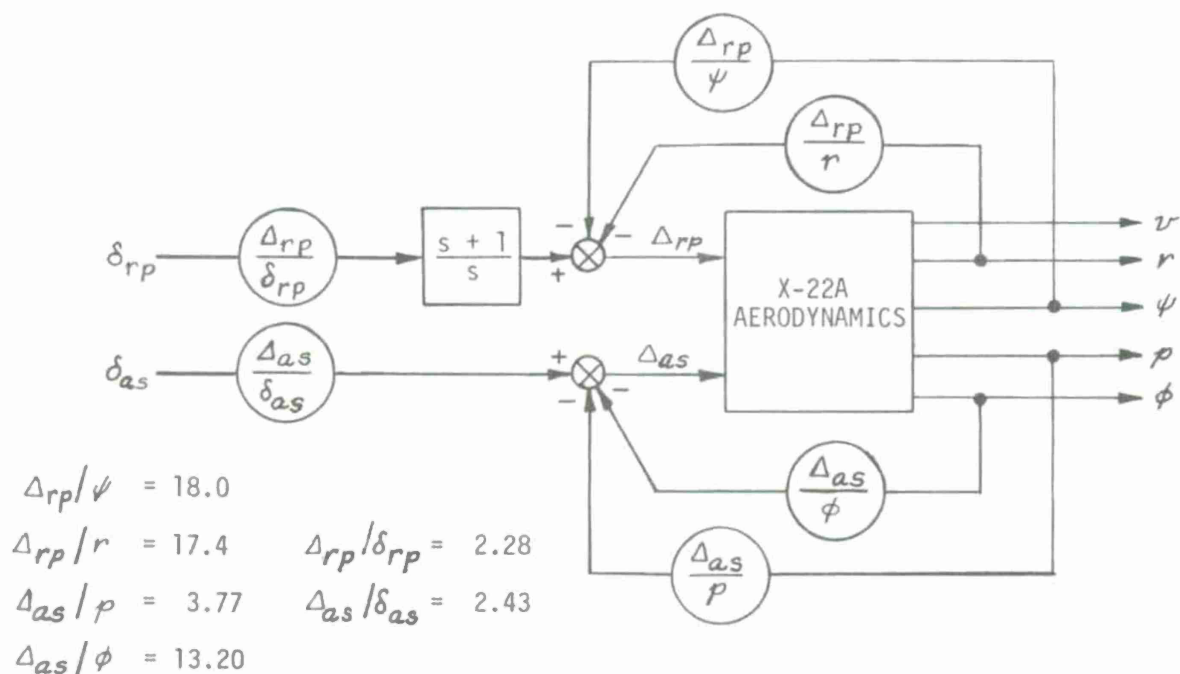 Δrp/ψ
Δrp/r
δrp
Δrp/δrp
s + 1/s
−
−
+
Δrp
X-22A
AERODYNAMICS
v
r
ψ
p
φ
δas
Δas/δas
+
−
−
Δas
Δas/φ
Δas/p
Δrp/ψ = 18.0
Δrp/r = 17.4 Δrp/δrp = 2.28
Δas/p = 3.77 Δas/δas = 2.43
Δas/φ = 13.20